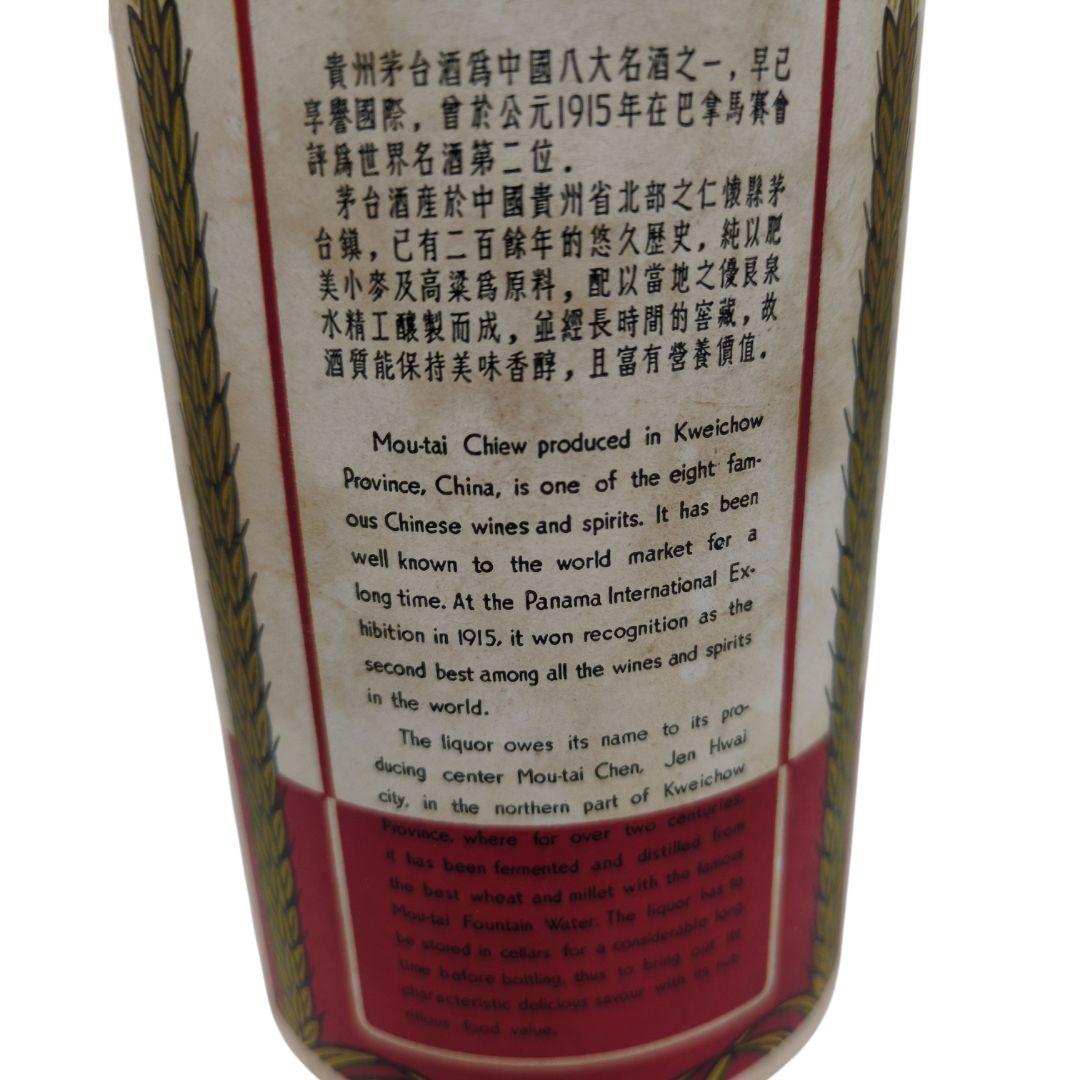 貴州茅台酒爲中國八大名酒之一，早已
享譽國際，曾於公元1915年在巴拿馬賽會
評爲世界名酒第二位．
茅台酒産於中國貴州省北部之仁懷縣茅
台鎮，已有二百餘年的悠久歷史，純以肥
美小麥及高粱爲原料，配以當地之優良泉
水精工釀製而成，並經長時間的窖藏，故
酒質能保持美味香醇，且富有營養價值．
Mou-tai Chiew produced in Kweichow
Province, China, is one of the eight fam-
ous Chinese wines and spirits. It has been
well known to the world market for a
long time. At the Panama International Ex-
hibition in 1915, it won recognition as the
second best among all the wines and spirits
in the world.
The liquor owes its name to its pro-
ducing center Mou-tai Chen, Jen Hwai
city, in the northern part of Kweichow
Province, where for over two centuries,
it has been fermented and distilled from
the best wheat and millet with the famous
Mou-tai Fountain Water. The liquor has to
be stored in cellars for a considerable long
time before bottling, thus to bring out its
characteristic delicious savour with its nut-
ritious food value.